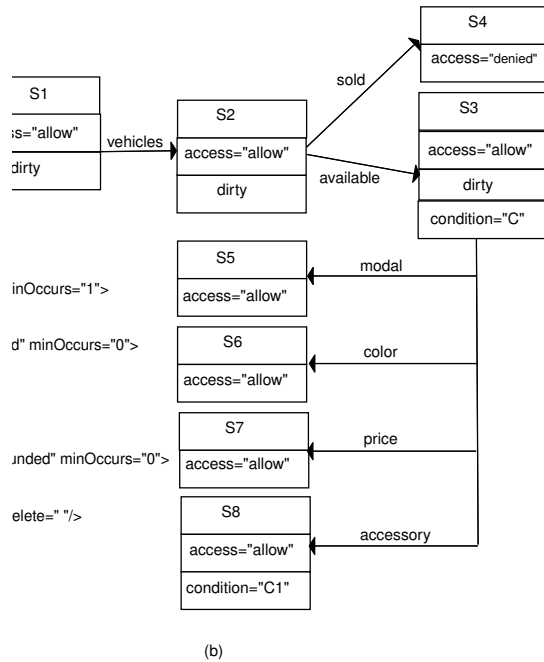 S4
access="denied"
sold
S1
S2
S3
ss="allow"
vehicles
access="allow"
access="allow"
dirty
dirty
available
dirty
condition="C"
S5
modal
inOccurs="1">
access="allow"
d" minOccurs="0">
S6
color
access="allow"
S7
price
unded" minOccurs="0">
access="allow"
S8
elete=" "/>
access="allow"
accessory
condition="C1"
(b)